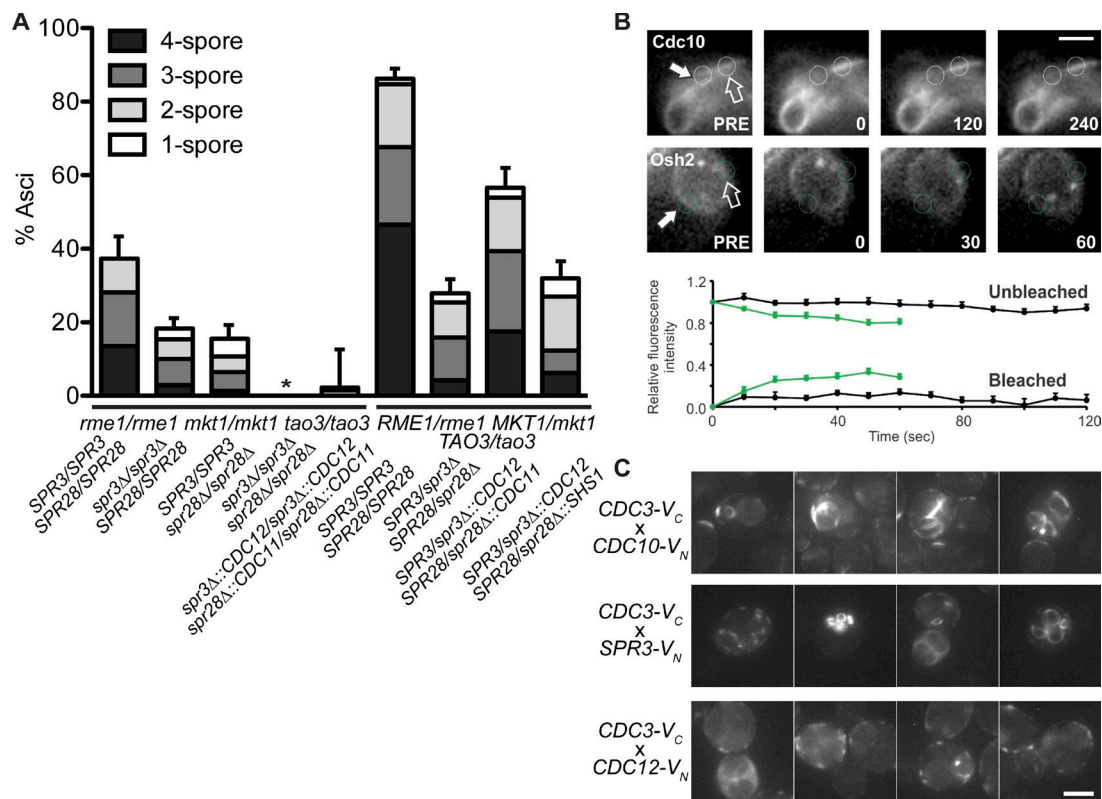 A
100
80
60
40
20
0
% Asci
4-spore
3-spore
2-spore
1-spore
*
rme1/rme1 mkt1/mkt1 tao3/tao3
RME1/rme1 MKT1/mkt1
TAO3/tao3
SPR3/SPR3
SPR28/SPR28
spr3/spr3Δ
SPR28/SPR28
SPR3/SPR3
spr28Δ/spr28Δ
spr3Δ/spr3Δ
spr28Δ/spr28Δ
spr3Δ::CDC12/spr3Δ::CDC12
spr28Δ::CDC11/spr28Δ::CDC11
SPR3/SPR3
SPR28/SPR28
SPR3/spr3Δ
SPR28/spr28Δ
SPR3/spr3Δ::CDC12
SPR28/spr28Δ::CDC11
SPR3/spr3Δ::CDC12
SPR28/spr28Δ::SHS1
B
Cdc10
PRE
0
120
240
Osh2
PRE
0
30
60
Relative fluorescence
intensity
1.2
0.8
0.4
0.0
Unbleached
Bleached
0 20 40 60 80 100 120
Time (sec)
C
CDC3-VC
x
CDC10-VN
CDC3-VC
x
SPR3-VN
CDC3-VC
x
CDC12-VN